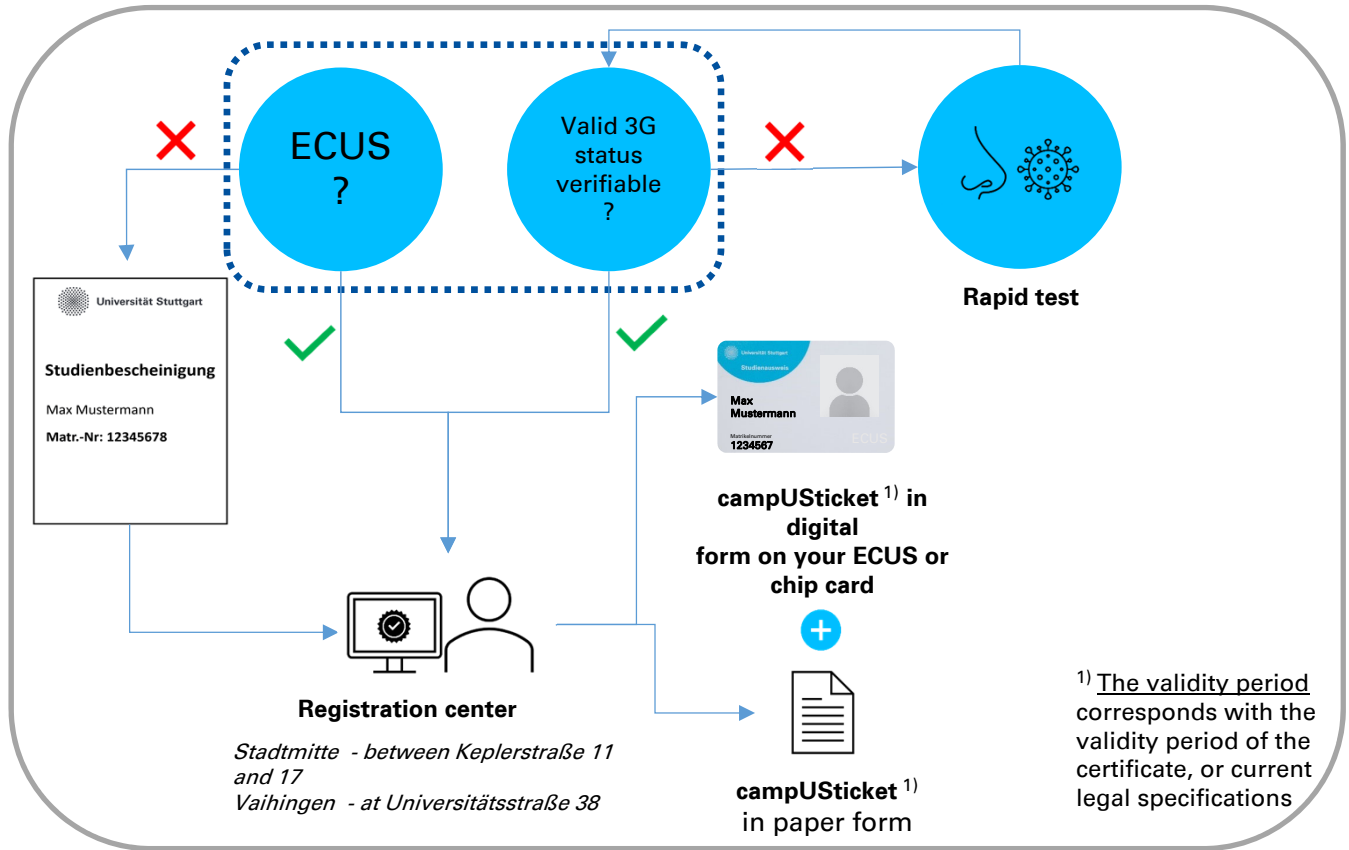 ECUS
?
Valid 3G
status
verifiable
?
Rapid test
Universität Stuttgart
Studienbescheinigung
Max Mustermann
Matr.-Nr: 12345678
Universität Stuttgart
Studienausweis
Max
Mustermann
Matrikelnummer
1234567
ECUS
campUSticket 1) in
digital
form on your ECUS or
chip card
Registration center
Stadtmitte - between Keplerstraße 11
and 17
Vaihingen - at Universitätsstraße 38
campUSticket 1)
in paper form
1) The validity period
corresponds with the
validity period of the
certificate, or current
legal specifications